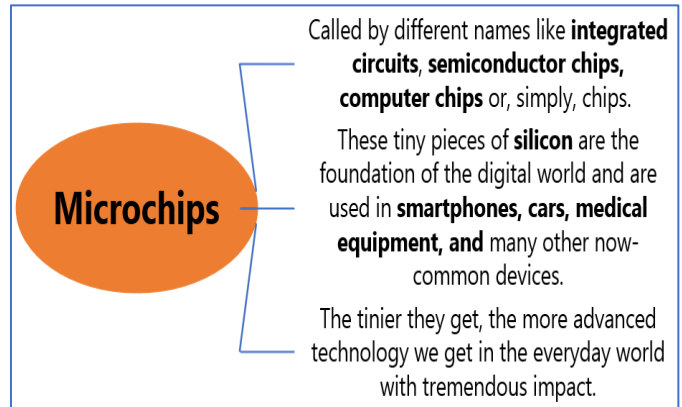 Microchips
Called by different names like integrated
circuits, semiconductor chips,
computer chips or, simply, chips.
These tiny pieces of silicon are the
foundation of the digital world and are
used in smartphones, cars, medical
equipment, and many other now-
common devices.
The tinier they get, the more advanced
technology we get in the everyday world
with tremendous impact.